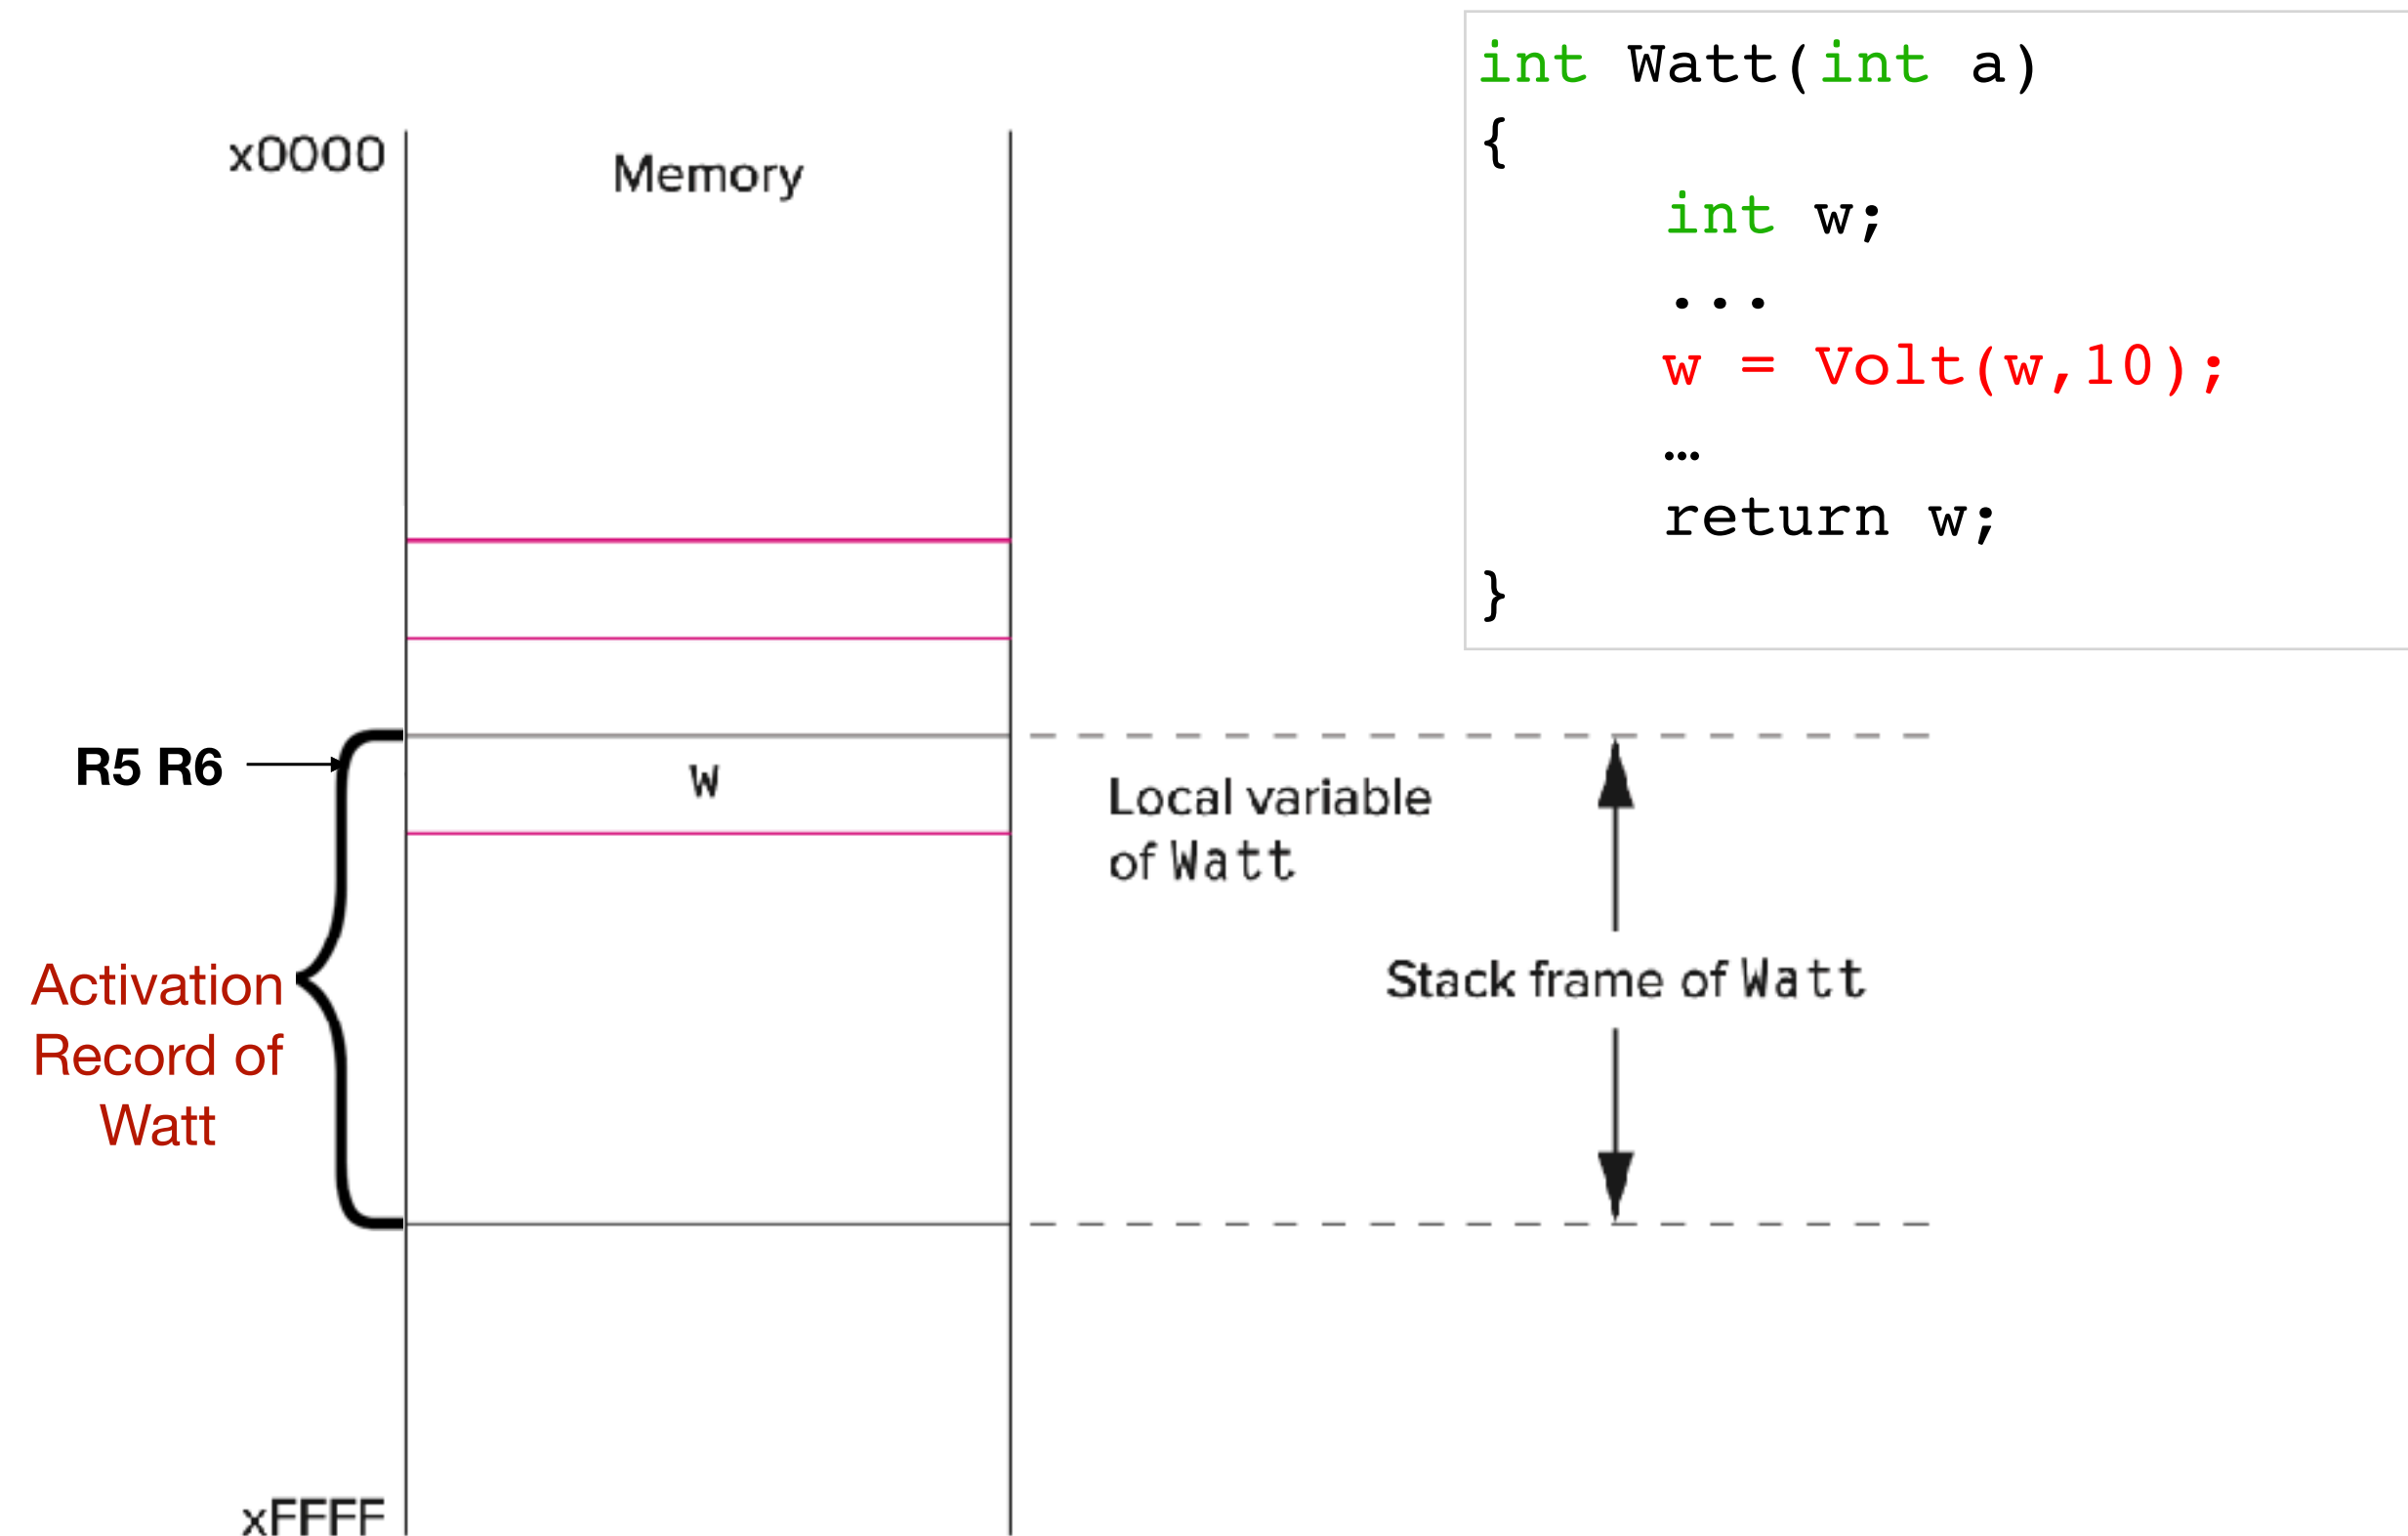 int Watt(int a)
{
int w;
...
w = Volt(w,10);
…
return w;
}
x0000
Memory
R5 R6
w
Local variable
of Watt
Activation
Record of
Watt
Stack frame of Watt
xFFFF